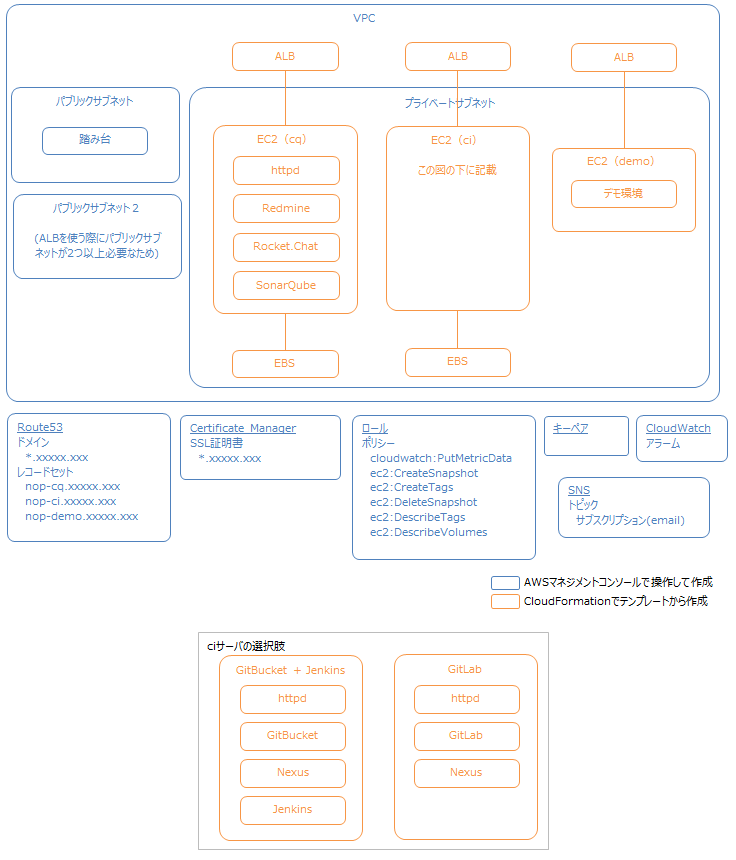 VPC
ALB
ALB
ALB
パブリックサブネット
踏み台
パブリックサブネット２
(ALBを使う際にパブリックサブ
ネットが2つ以上必要なため)
プライベートサブネット
EC2（cq）
httpd
Redmine
Rocket.Chat
SonarQube
EBS
EC2（ci）
この図の下に記載
EBS
EC2（demo）
デモ環境
Route53
ドメイン
*.xxxxx.xxx
レコードセット
nop-cq.xxxxx.xxx
nop-ci.xxxxx.xxx
nop-demo.xxxxx.xxx
Certificate Manager
SSL証明書
*.xxxxx.xxx
ロール
ポリシー
cloudwatch:PutMetricData
ec2:CreateSnapshot
ec2:CreateTags
ec2:DeleteSnapshot
ec2:DescribeTags
ec2:DescribeVolumes
キーペア
CloudWatch
アラーム
SNS
トピック
サブスクリプション(email)
AWSマネジメントコンソールで操作して作成
CloudFormationでテンプレートから作成
ciサーバの選択肢
GitBucket + Jenkins
httpd
GitBucket
Nexus
Jenkins
GitLab
httpd
GitLab
Nexus